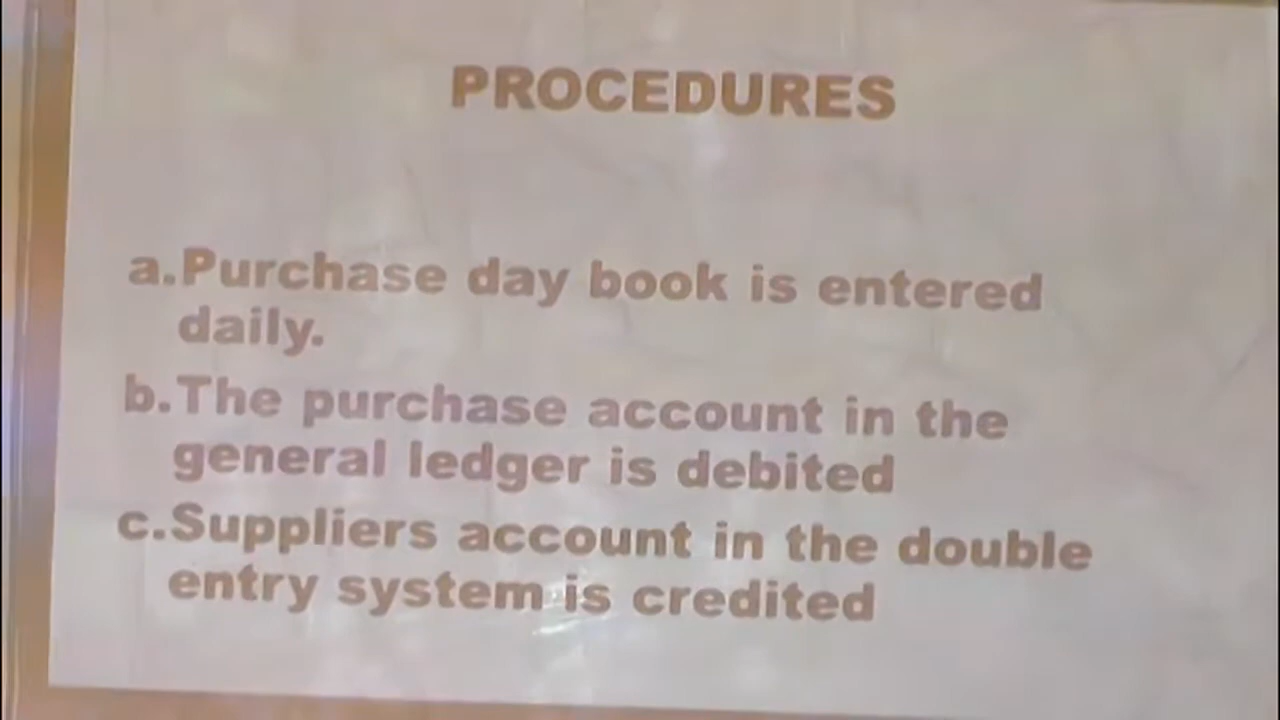 PROCEDURES
a.Purchase day book is entered
daily.
b.The purchase account in the
general ledger is debited
c.Suppliers account in the double
entry system is credited